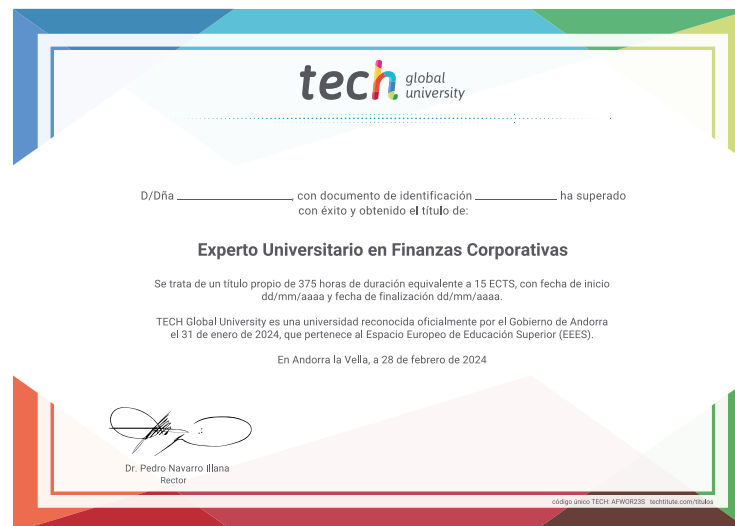 tech global
university
D/Dña ____________, con documento de identificación ____________ ha superado
con éxito y obtenido el título de:
Experto Universitario en Finanzas Corporativas
Se trata de un título propio de 375 horas de duración equivalente a 15 ECTS, con fecha de inicio
dd/mm/aaaa y fecha de finalización dd/mm/aaaa.
TECH Global University es una universidad reconocida oficialmente por el Gobierno de Andorra
el 31 de enero de 2024, que pertenece al Espacio Europeo de Educación Superior (EEES).
En Andorra la Vella, a 28 de febrero de 2024
Dr. Pedro Navarro Illana
Rector
código único TECH: AFWOR23S techtitute.com/titulos